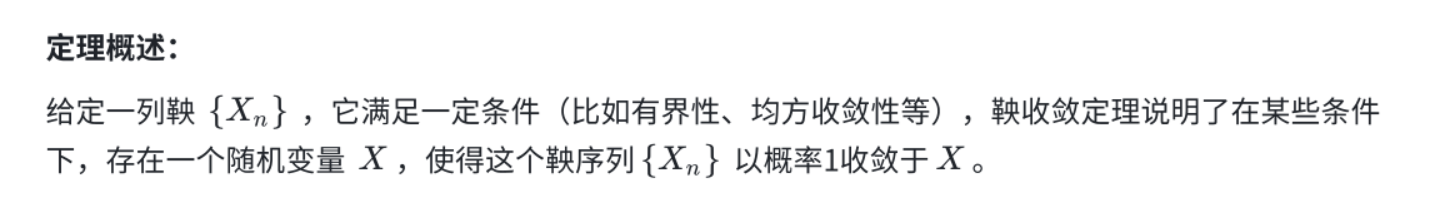 定理概述：
给定一列鞅 {Xₙ} ，它满足一定条件（比如有界性、均方收敛性等），鞅收敛定理说明了在某些条件
下，存在一个随机变量 X ，使得这个鞅序列{Xₙ} 以概率1收敛于 X 。